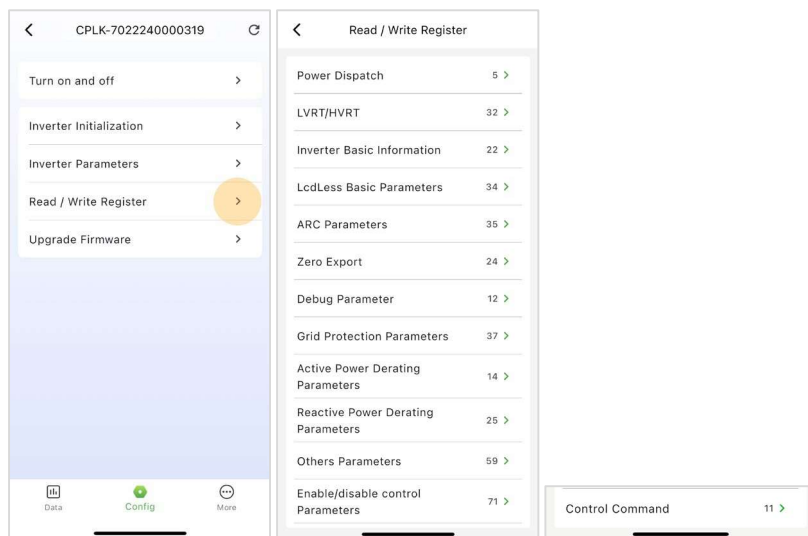 CPLK-7022240000319
Turn on and off
Inverter Initialization
Inverter Parameters
Read / Write Register
Upgrade Firmware
Data
Config
More
Read / Write Register
Power Dispatch 5
LVRT/HVRT 32
Inverter Basic Information 22
LcdLess Basic Parameters 34
ARC Parameters 35
Zero Export 24
Debug Parameter 12
Grid Protection Parameters 37
Active Power Derating
Parameters 14
Reactive Power Derating
Parameters 25
Others Parameters 59
Enable/disable control
Parameters 71
Control Command 11